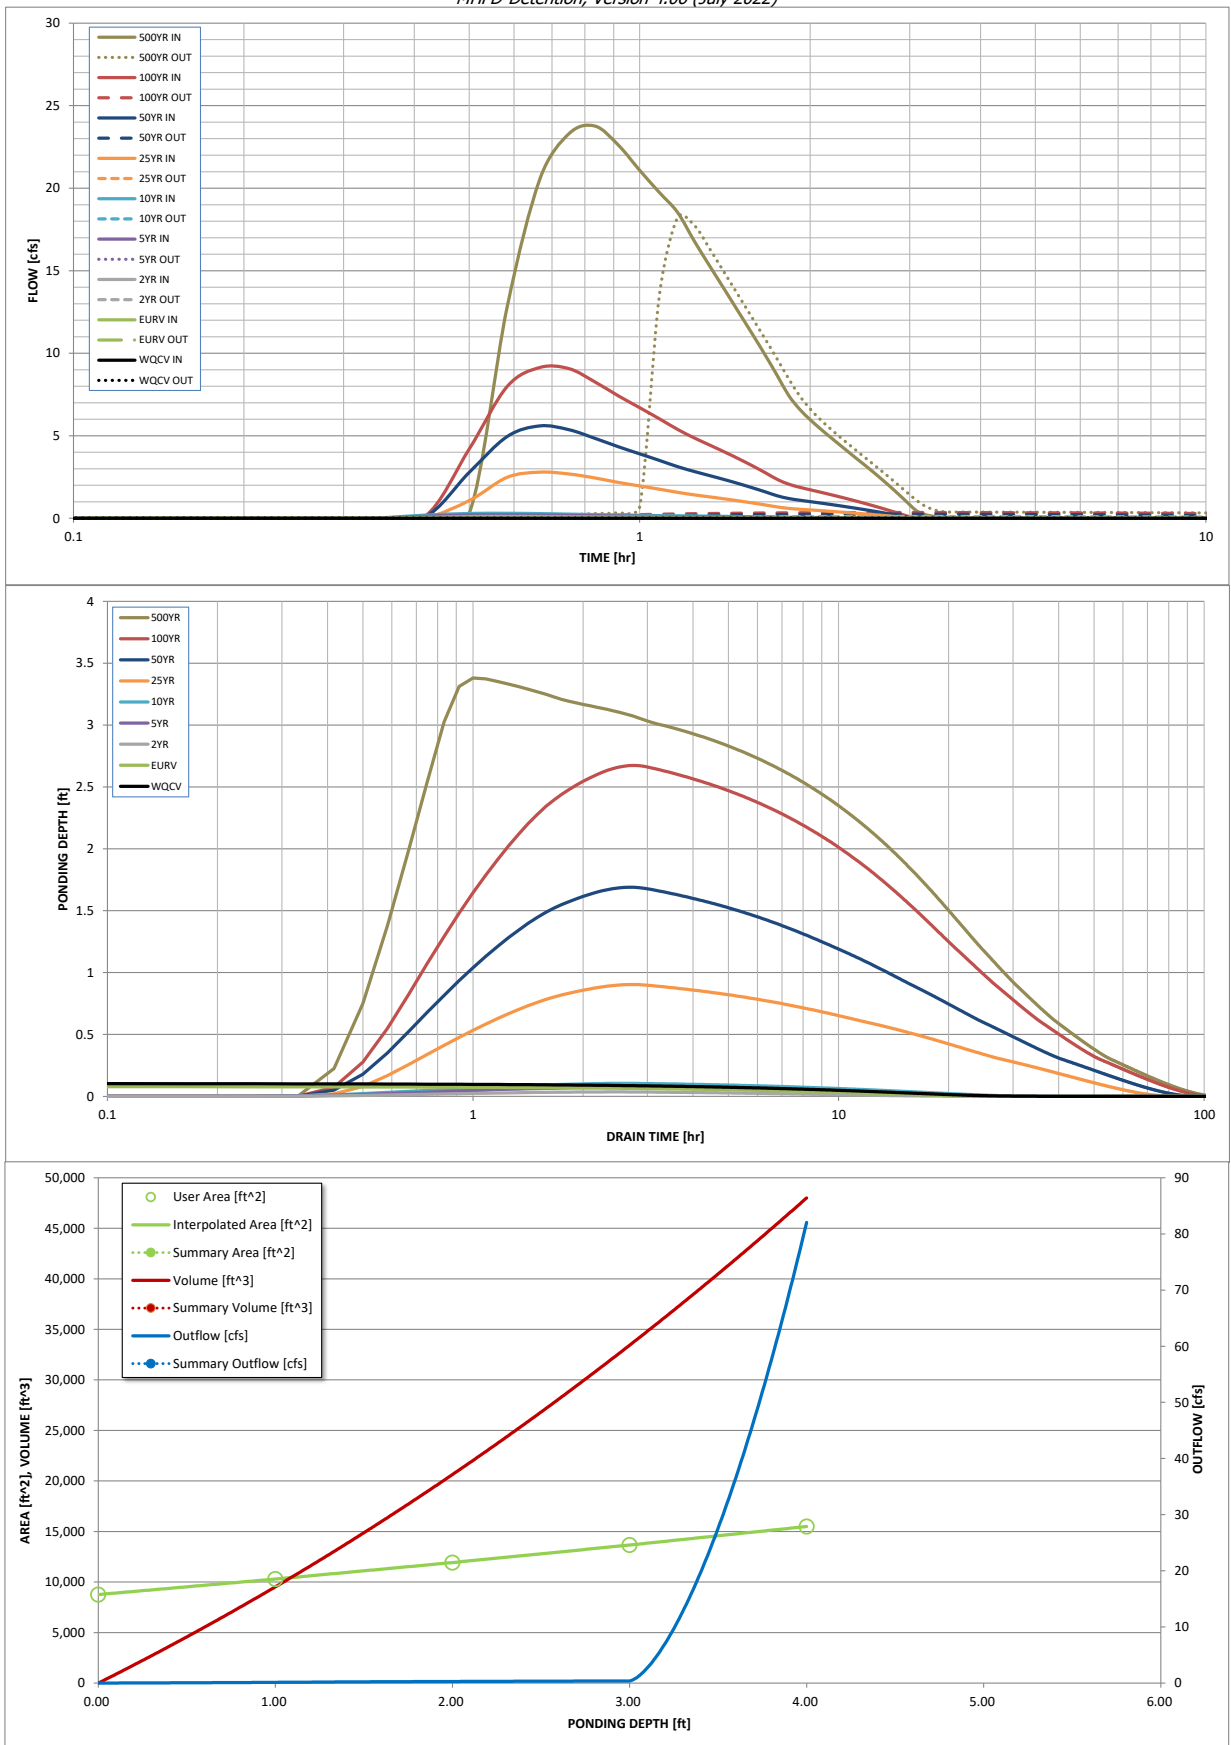 MHFD-Detention, Version 4.06 (July 2022)
30
25
20
15
10
5
0
FLOW [cfs]
500YR IN
500YR OUT
100YR IN
100YR OUT
50YR IN
50YR OUT
25YR IN
25YR OUT
10YR IN
10YR OUT
5YR IN
5YR OUT
2YR IN
2YR OUT
EURV IN
EURV OUT
WQCV IN
WQCV OUT
0.1
1
10
TIME [hr]
4
3.5
3
2.5
2
1.5
1
0.5
0
PONDING DEPTH [ft]
500YR
100YR
50YR
25YR
10YR
5YR
2YR
EURV
WQCV
0.1
1
10
100
DRAIN TIME [hr]
50,000
45,000
40,000
35,000
30,000
25,000
20,000
15,000
10,000
5,000
0
AREA [ft^2], VOLUME [ft^3]
User Area [ft^2]
Interpolated Area [ft^2]
Summary Area [ft^2]
Volume [ft^3]
Summary Volume [ft^3]
Outflow [cfs]
Summary Outflow [cfs]
90
80
70
60
50
40
30
20
10
0
OUTFLOW [cfs]
0.00
1.00
2.00
3.00
4.00
5.00
6.00
PONDING DEPTH [ft]